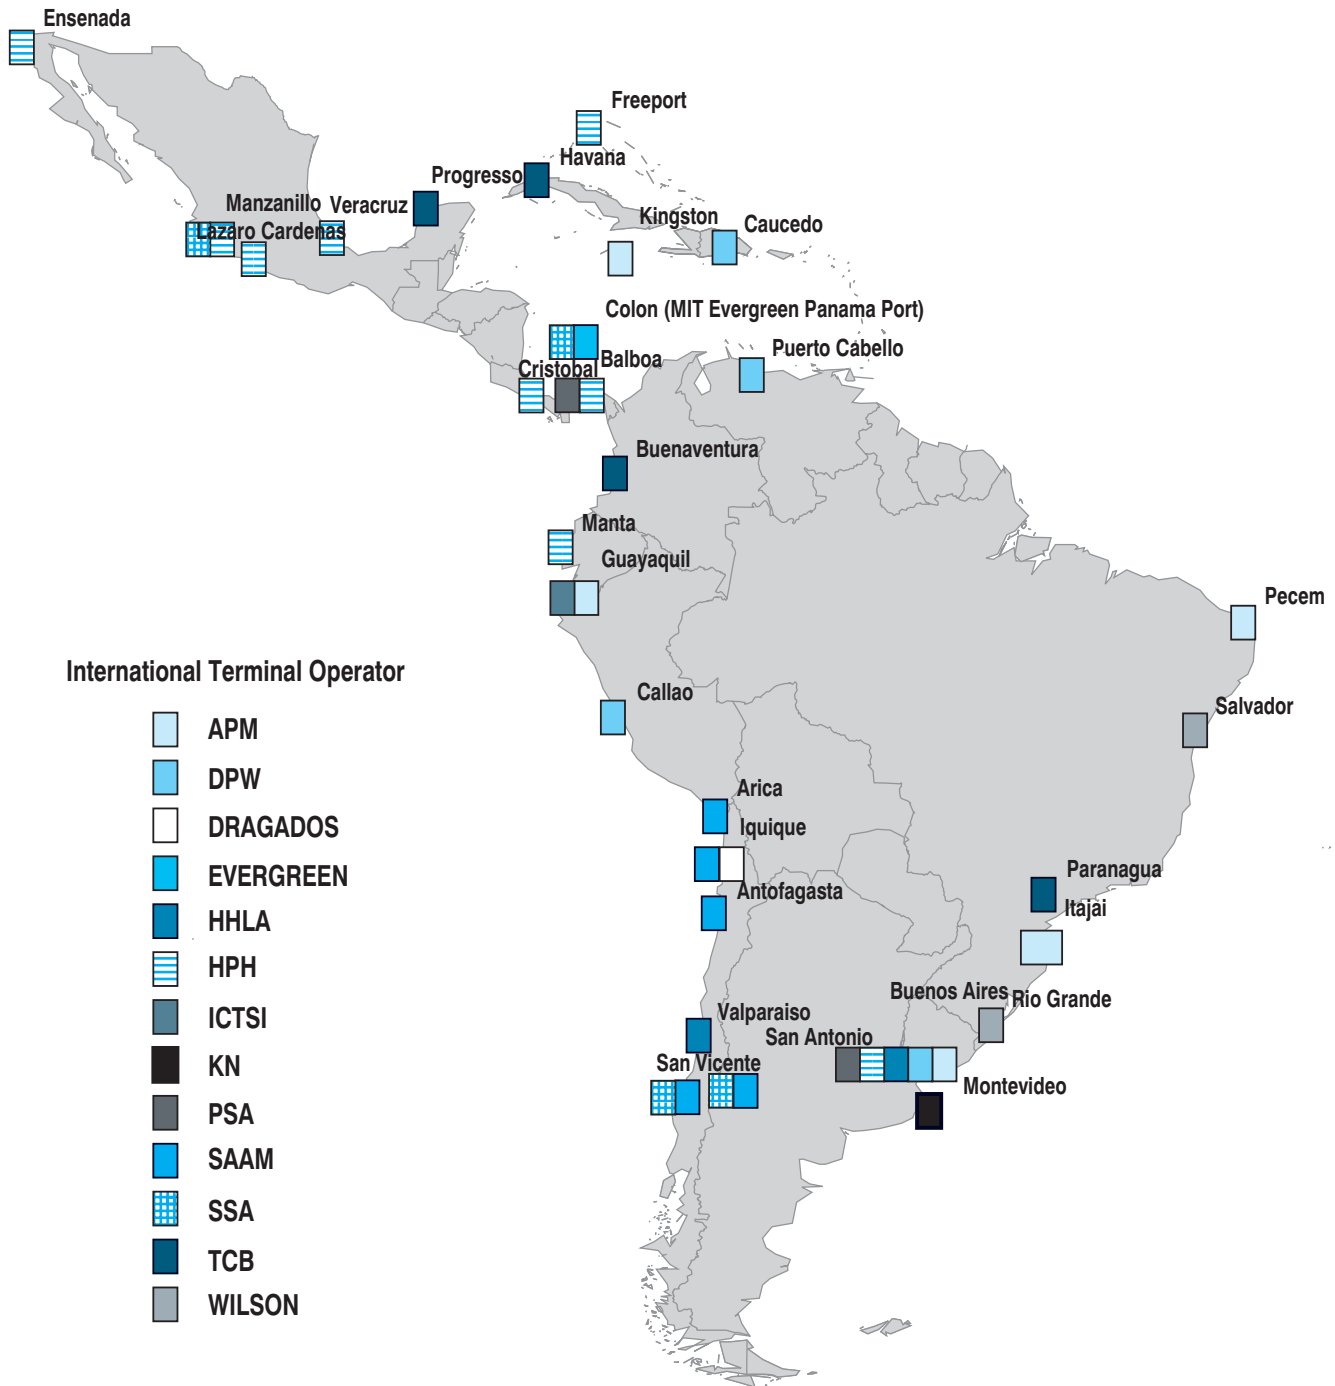 Ensenada
Freeport
Havana
Progresso
Manzanillo
Veracruz
Kingston
Caucedo
Lazaro Cardenas
Colon (MIT Evergreen Panama Port)
Puerto Cabello
Balboa
Cristobal
Buenaventura
Manta
Guayaquil
Pecem
International Terminal Operator
Callao
Salvador
APM
DPW
DRAGADOS
EVERGREEN
HHLA
HPH
ICTSI
KN
PSA
SAAM
SSA
TCB
WILSON
Arica
Iquique
Paranagua
Antofagasta
Itajai
Buenos Aires
Rio Grande
Valparaiso
San Antonio
San Vicente
Montevideo